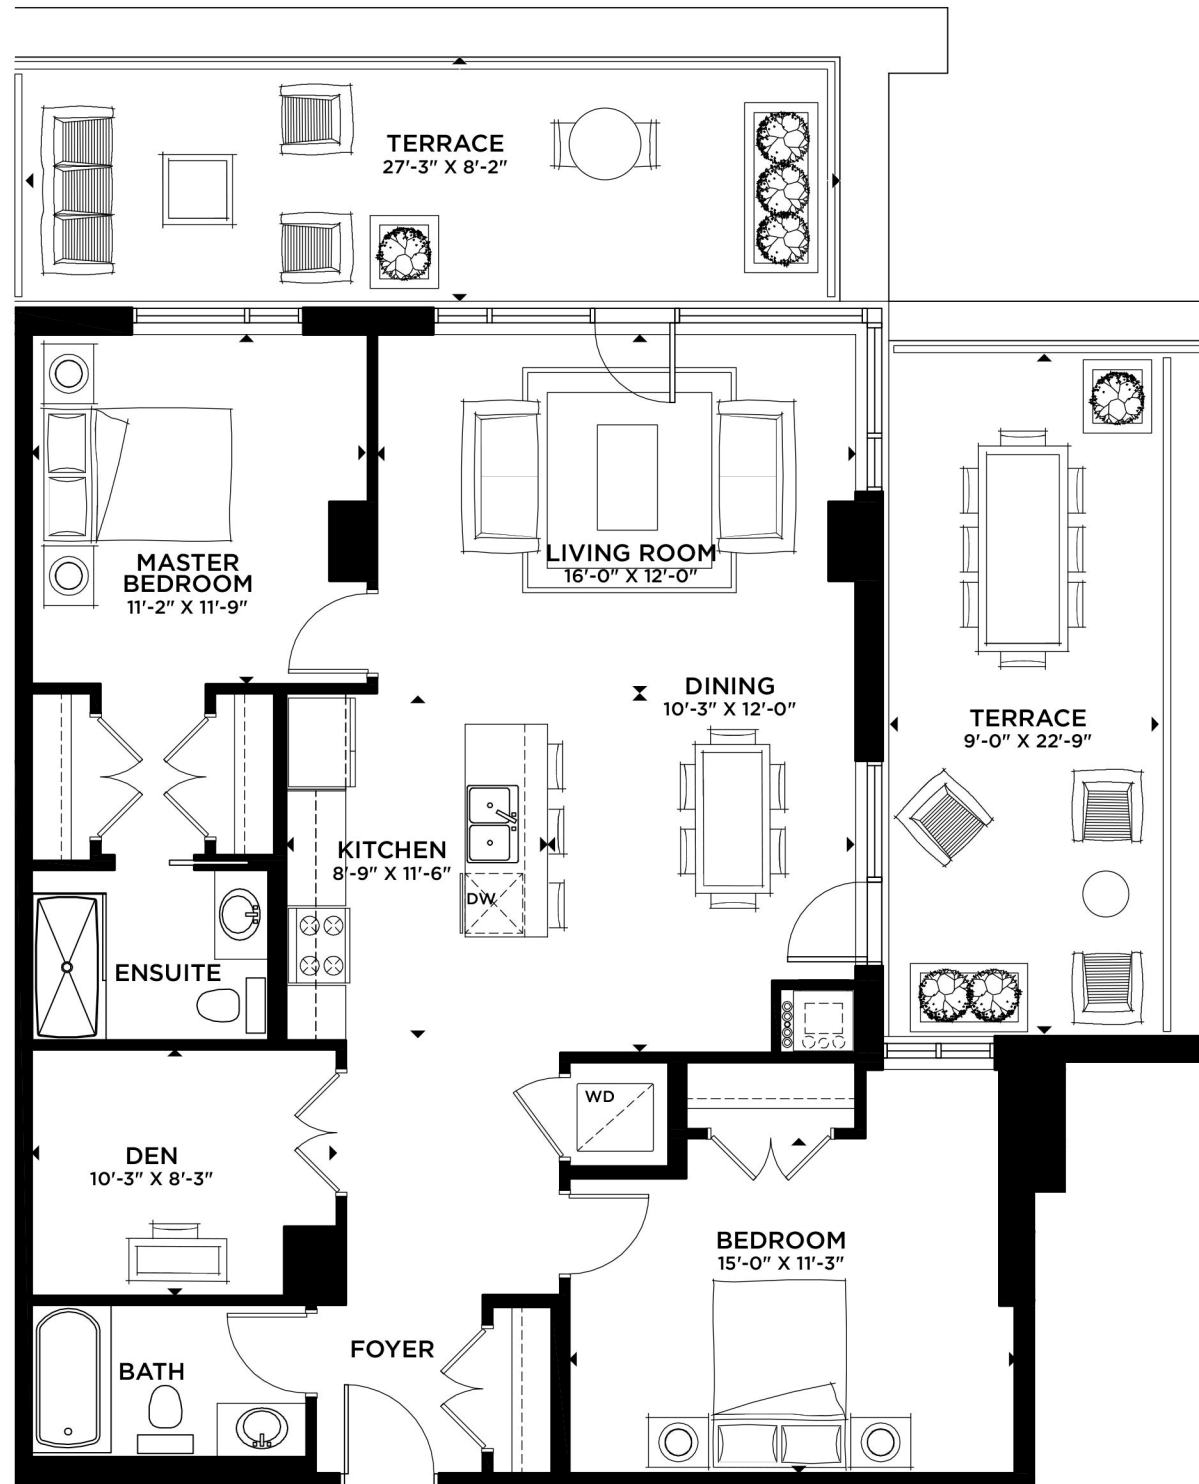 TERRACE
27'-3" X 8'-2"
MASTER
BEDROOM
11'-2" X 11'-9"
LIVING ROOM
16'-0" X 12'-0"
DINING
10'-3" X 12'-0"
TERRACE
9'-0" X 22'-9"
KITCHEN
8'-9" X 11'-6"
DW
ENSUITE
WD
DEN
10'-3" X 8'-3"
BEDROOM
15'-0" X 11'-3"
FOYER
BATH